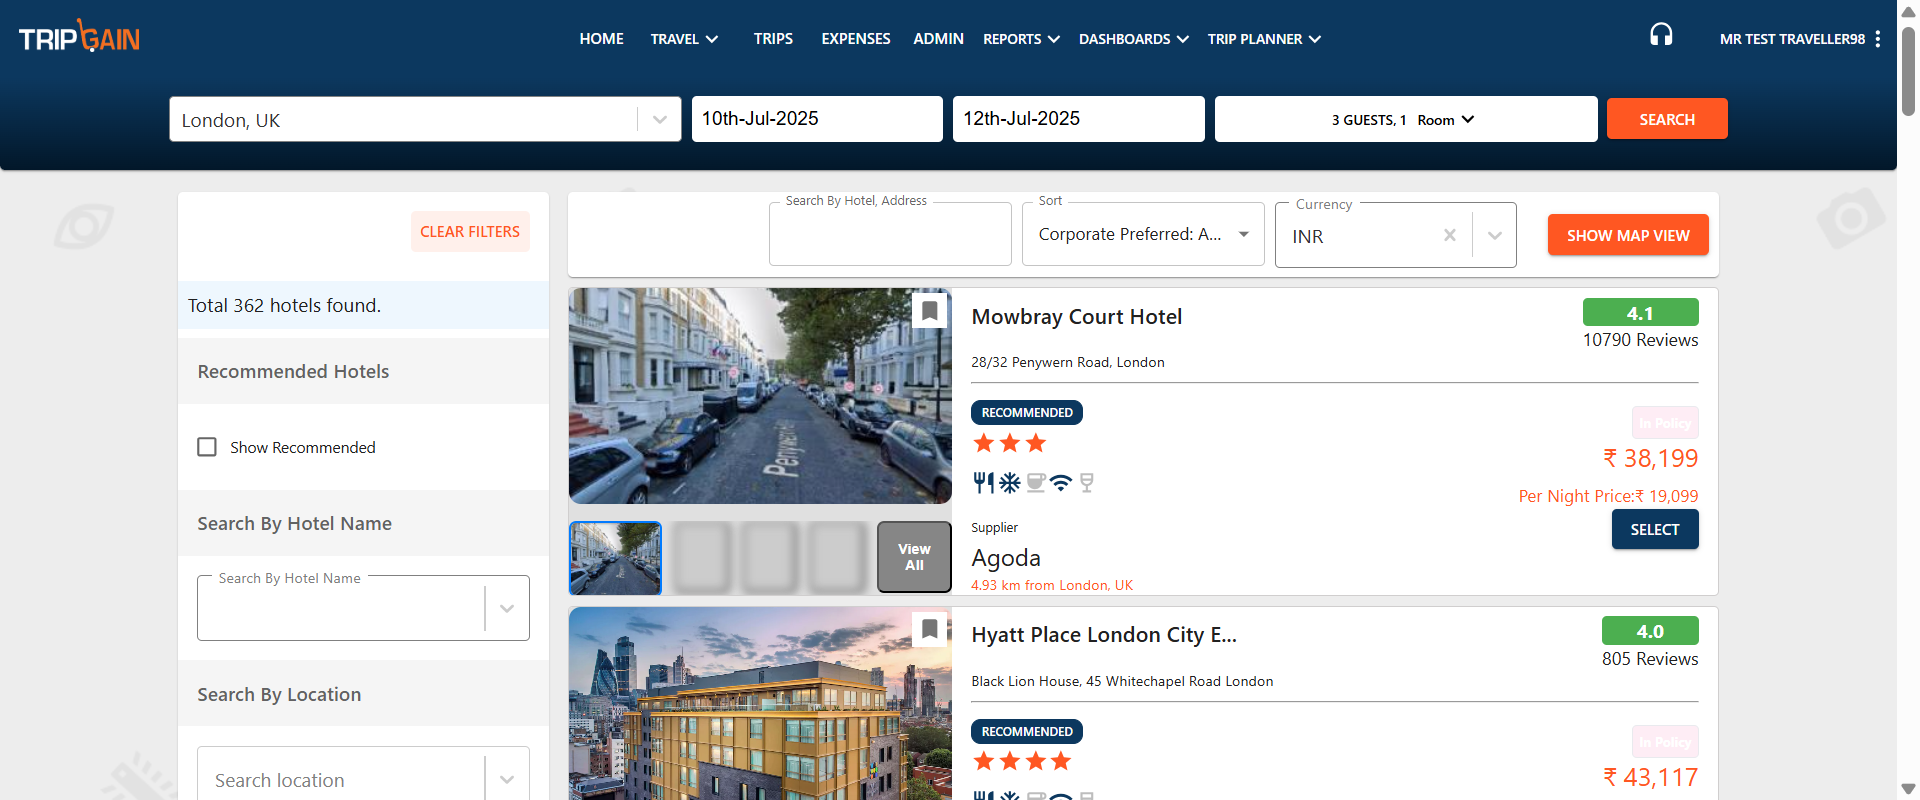 TRIPGAIN
HOME
TRAVEL
TRIPS
EXPENSES
ADMIN
REPORTS
DASHBOARDS
TRIP PLANNER
MR TEST TRAVELLER98
London, UK
10th-Jul-2025
12th-Jul-2025
3 GUESTS, 1 Room
SEARCH
CLEAR FILTERS
Total 362 hotels found.
Recommended Hotels
Show Recommended
Search By Hotel Name
Search By Hotel Name
Search By Location
Search location
Search By Hotel, Address
Sort
Corporate Preferred: A...
Currency
INR
SHOW MAP VIEW
Mowbray Court Hotel
4.1
10790 Reviews
28/32 Penywern Road, London
RECOMMENDED
In Policy
₹ 38,199
Per Night Price:₹ 19,099
SELECT
Supplier
Agoda
4.93 km from London, UK
View
All
Hyatt Place London City E...
4.0
805 Reviews
Black Lion House, 45 Whitechapel Road London
RECOMMENDED
In Policy
₹ 43,117